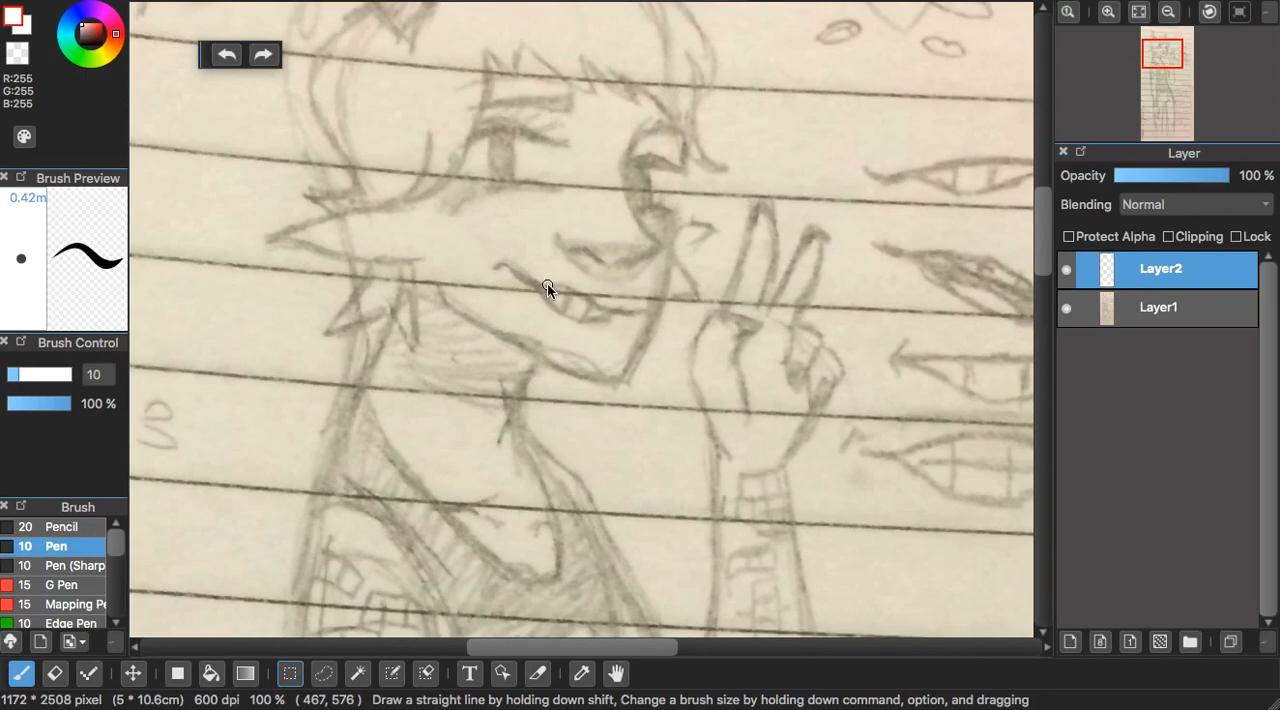 R:255
G:255
B:255
Brush Preview
0.42m
Brush Control
10
100 %
Brush
20 Pencil
10 Pen
10 Pen (Sharp
15 G Pen
15 Mapping Pe
10 Edge Pen
Layer
Opacity 100 %
Blending Normal
Protect Alpha Clipping Lock
Layer2
Layer1
1172 * 2508 pixel (5 * 10.6cm) 600 dpi 100 % ( 467, 576 ) Draw a straight line by holding down shift, Change a brush size by holding down command, option, and dragging